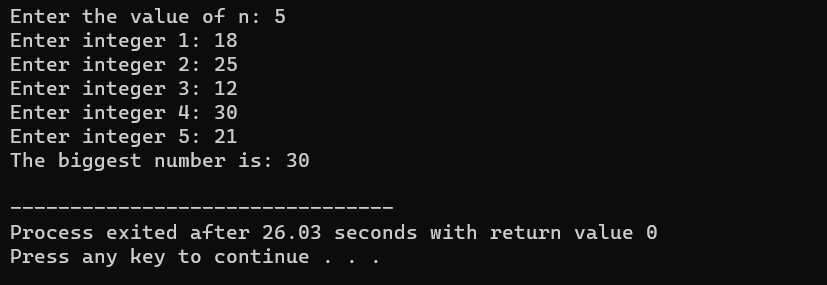 Enter the value of n: 5
Enter integer 1: 18
Enter integer 2: 25
Enter integer 3: 12
Enter integer 4: 30
Enter integer 5: 21
The biggest number is: 30
--------------------------------
Process exited after 26.03 seconds with return value 0
Press any key to continue . . .